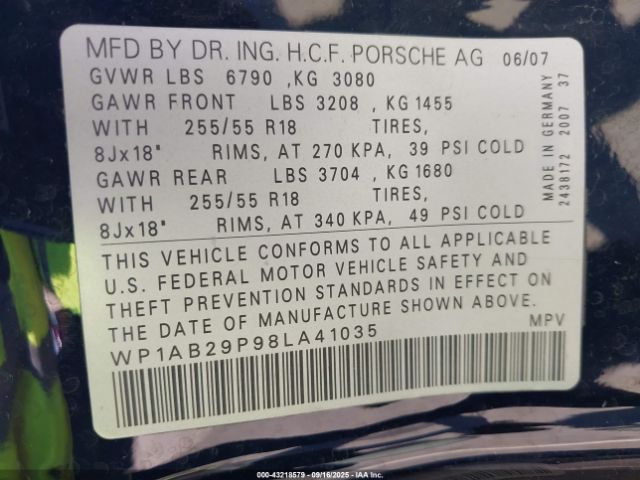 MFD BY DR. ING. H.C.F. PORSCHE AG 06/07
GVWR LBS 6790 ,KG 3080
GAWR FRONT LBS 3208 , KG 1455
WITH 255/55 R18 TIRES,
8Jx18" RIMS, AT 270 KPA, 39 PSI COLD
GAWR REAR LBS 3704 , KG 1680
WITH 255/55 R18 TIRES,
8Jx18" RIMS, AT 340 KPA, 49 PSI COLD
MADE IN GERMANY
2438172 2007 37
THIS VEHICLE CONFORMS TO ALL APPLICABLE
U.S. FEDERAL MOTOR VEHICLE SAFETY AND
THEFT PREVENTION STANDARDS IN EFFECT ON
THE DATE OF MANUFACTURE SHOWN ABOVE.
WP1AB29P98LA41035 MPV
000-43218579 - 09/16/2025 - IAA Inc.